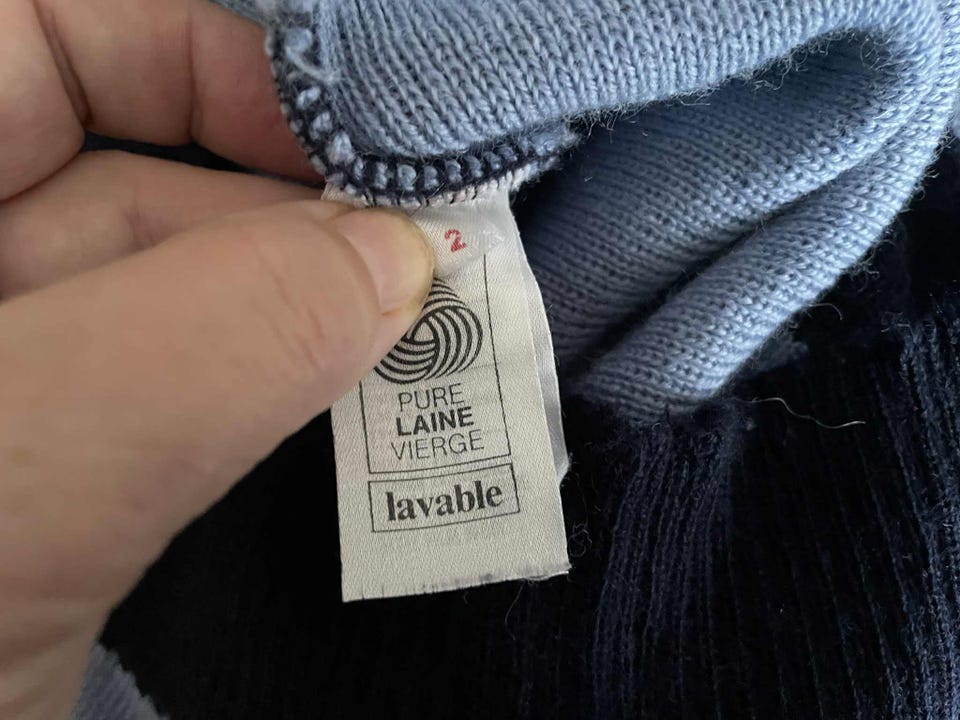 2
PURE
LAINE
VIERGE
lavable